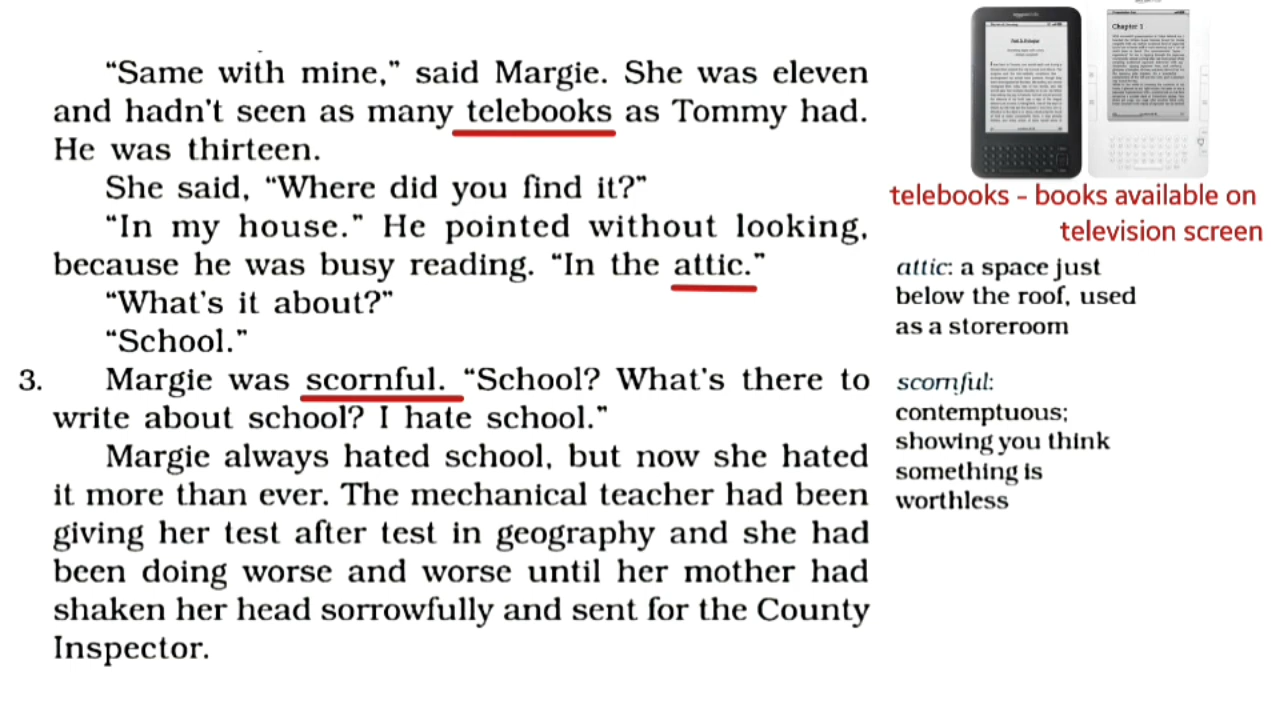 “Same with mine,” said Margie. She was eleven
and hadn't seen as many telebooks as Tommy had.
He was thirteen.
She said, “Where did you find it?”
“In my house.” He pointed without looking,
because he was busy reading. “In the attic.”
“What's it about?”
“School.”
3. Margie was scornful. “School? What's there to
write about school? I hate school.”
Margie always hated school, but now she hated
it more than ever. The mechanical teacher had been
giving her test after test in geography and she had
been doing worse and worse until her mother had
shaken her head sorrowfully and sent for the County
Inspector.
Chapter 1
telebooks - books available on
television screen
attic: a space just
below the roof, used
as a storeroom
scornful:
contemptuous;
showing you think
something is
worthless